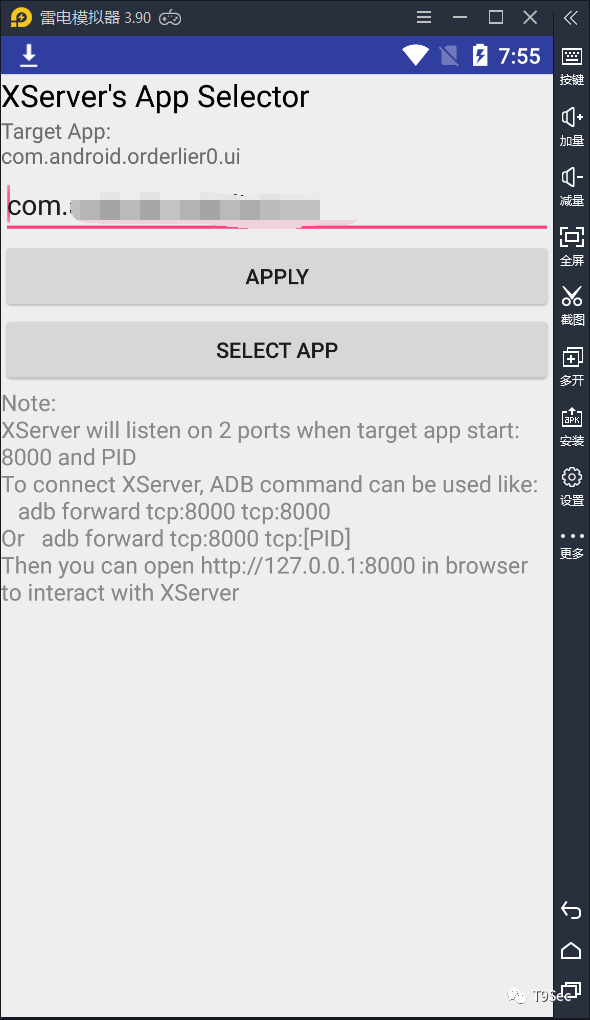 雷电模拟器 3.90
7:55
XServer's App Selector
Target App:
com.android.orderlier0.ui
com.
APPLY
SELECT APP
Note:
XServer will listen on 2 ports when target app start:
8000 and PID
To connect XServer, ADB command can be used like:
adb forward tcp:8000 tcp:8000
Or adb forward tcp:8000 tcp:[PID]
Then you can open http://127.0.0.1:8000 in browser
to interact with XServer
按键
加量
减量
全屏
截图
多开
APK
安装
设置
更多
T9Sec